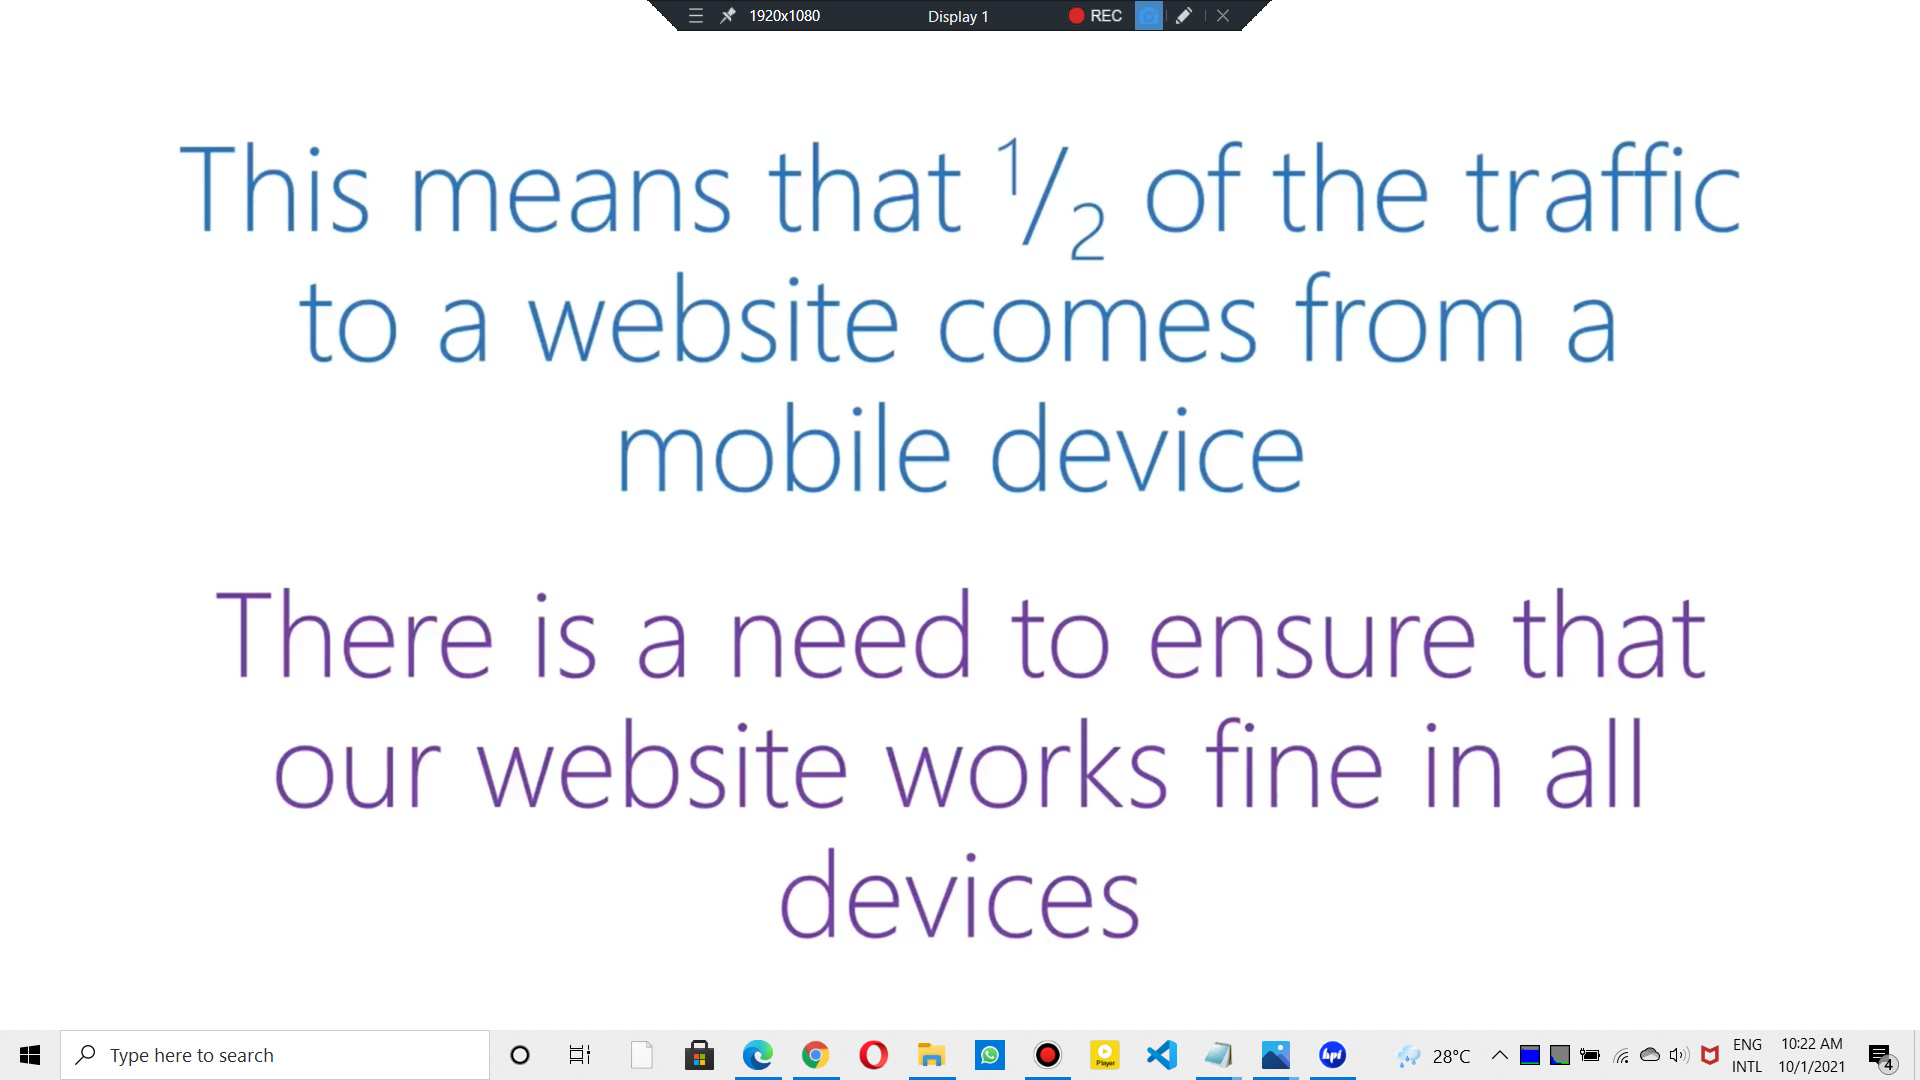 1920x1080 Display 1 REC
This means that 1/2 of the traffic
to a website comes from a
mobile device
There is a need to ensure that
our website works fine in all
devices
Type here to search
Player
hpi
28°C
ENG
INTL
10:22 AM
10/1/2021
4